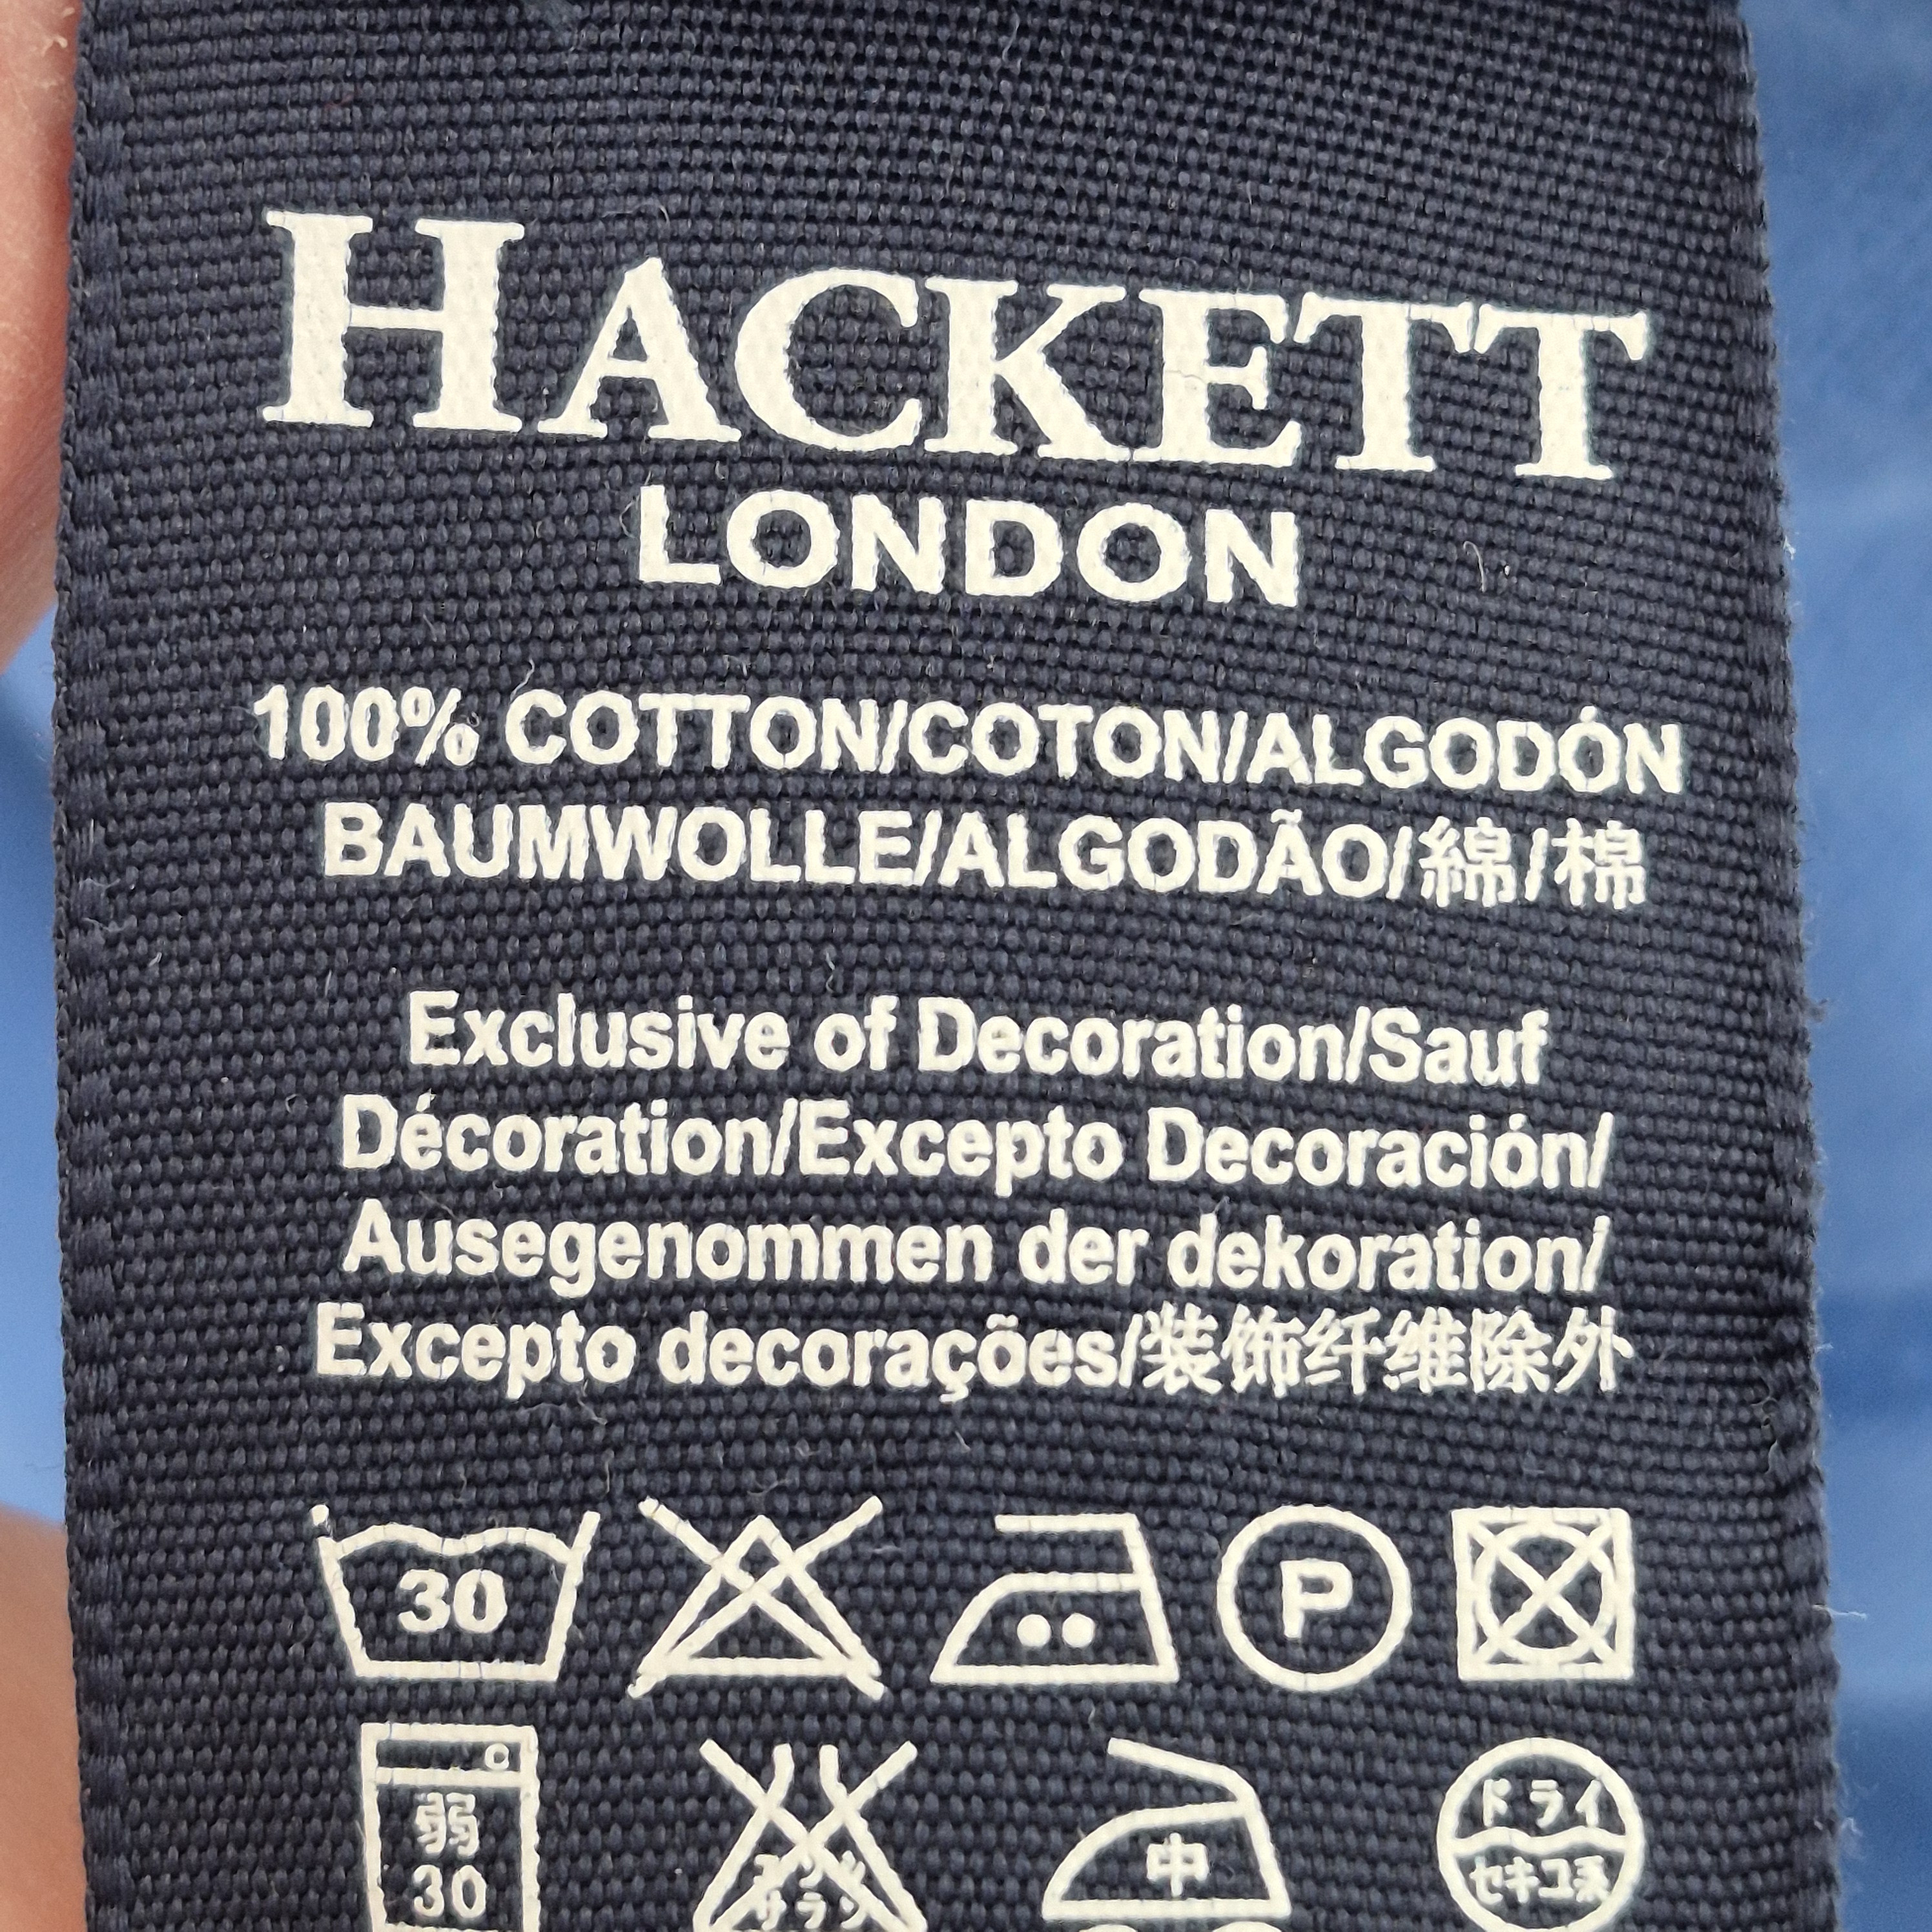 HACKETT
LONDON
100% COTTON/COTON/ALGODÓN
BAUMWOLLE/ALGODÃO/綿/棉
Exclusive of Decoration/Sauf
Décoration/Excepto Decoración/
Ausegenommen der dekoration/
Excepto decorações/装饰纤维除外
30
P
C
弱
30
中
ドライ
セキユ系